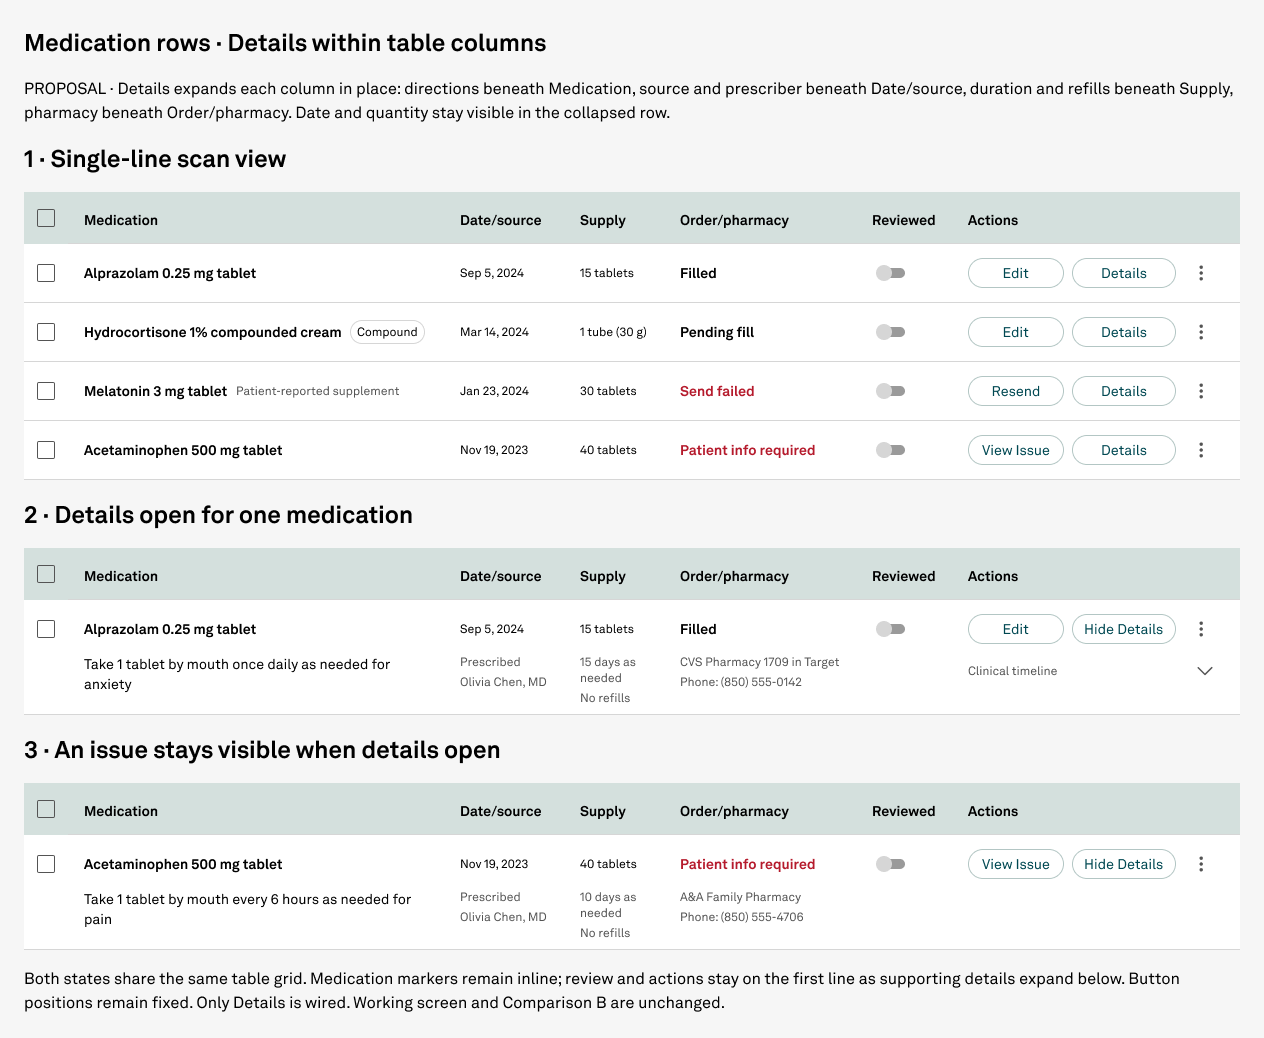 Medication rows · Details within table columns
PROPOSAL · Details expands each column in place: directions beneath Medication, source and prescriber beneath Date/source, duration and refills beneath Supply,
pharmacy beneath Order/pharmacy. Date and quantity stay visible in the collapsed row.
1 · Single-line scan view
Medication Date/source Supply Order/pharmacy Reviewed Actions
Alprazolam 0.25 mg tablet Sep 5, 2024 15 tablets Filled Edit Details
Hydrocortisone 1% compounded cream Compound Mar 14, 2024 1 tube (30 g) Pending fill Edit Details
Melatonin 3 mg tablet Patient-reported supplement Jan 23, 2024 30 tablets Send failed Resend Details
Acetaminophen 500 mg tablet Nov 19, 2023 40 tablets Patient info required View Issue Details
2 · Details open for one medication
Medication Date/source Supply Order/pharmacy Reviewed Actions
Alprazolam 0.25 mg tablet Sep 5, 2024 15 tablets Filled Edit Hide Details
Take 1 tablet by mouth once daily as needed for
anxiety
Prescribed
Olivia Chen, MD
15 days as
needed
No refills
CVS Pharmacy 1709 in Target
Phone: (850) 555-0142
Clinical timeline
3 · An issue stays visible when details open
Medication Date/source Supply Order/pharmacy Reviewed Actions
Acetaminophen 500 mg tablet Nov 19, 2023 40 tablets Patient info required View Issue Hide Details
Take 1 tablet by mouth every 6 hours as needed for
pain
Prescribed
Olivia Chen, MD
10 days as
needed
No refills
A&A Family Pharmacy
Phone: (850) 555-4706
Both states share the same table grid. Medication markers remain inline; review and actions stay on the first line as supporting details expand below. Button
positions remain fixed. Only Details is wired. Working screen and Comparison B are unchanged.